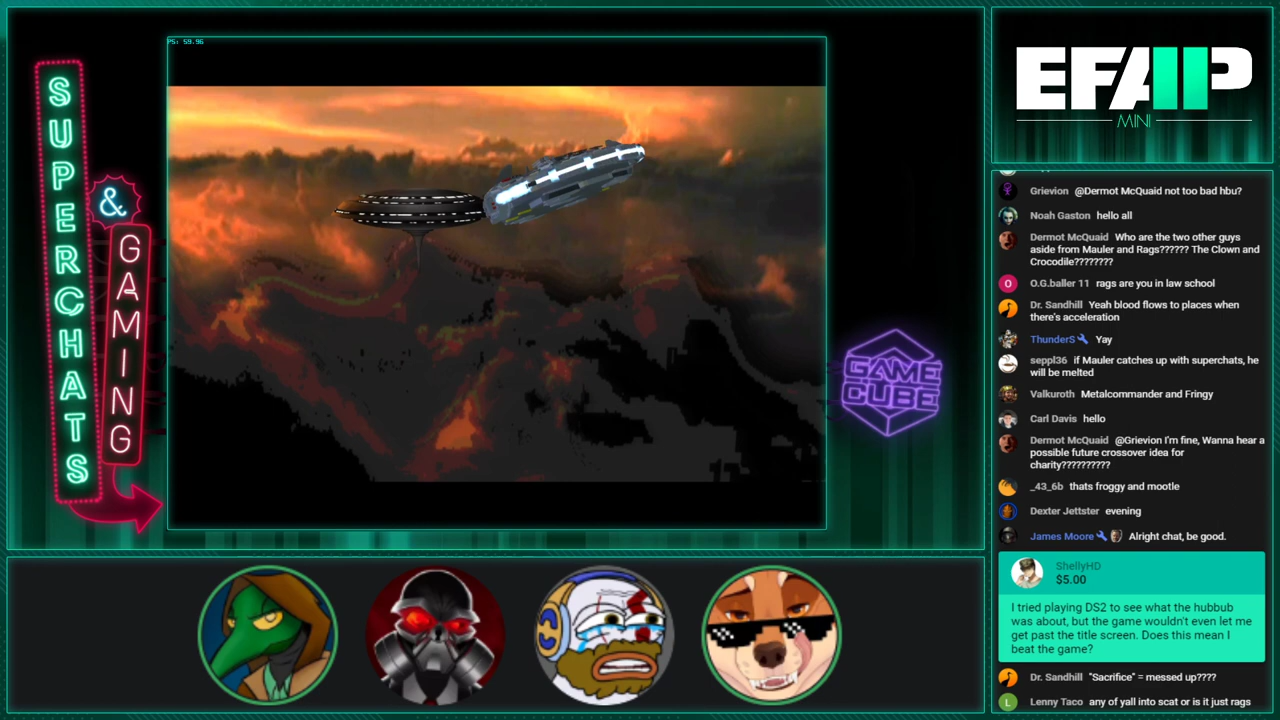 PS: 59.96
SUPERCHATS
&
GAMING
GAME
CUBE
EFAP
MINI
Grievion @Dermot McQuaid not too bad hbu?
Noah Gaston hello all
Dermot McQuaid Who are the two other guys
aside from Mauler and Rags?????? The Clown and
Crocodile????????
O
O.G.baller 11 rags are you in law school
Dr. Sandhill Yeah blood flows to places when
there's acceleration
ThunderS Yay
seppl36 if Mauler catches up with superchats, he
will be melted
Valkuroth Metalcommander and Fringy
Carl Davis hello
Dermot McQuaid @Grievion I'm fine, Wanna hear a
possible future crossover idea for
charity??????????
_43_6b thats froggy and mootle
Dexter Jettster evening
James Moore Alright chat, be good.
ShellyHD
$5.00
I tried playing DS2 to see what the hubbub
was about, but the game wouldn't even let me
get past the title screen. Does this mean I
beat the game?
Dr. Sandhill "Sacrifice" = messed up????
L
Lenny Taco any of yall into scat or is it just rags